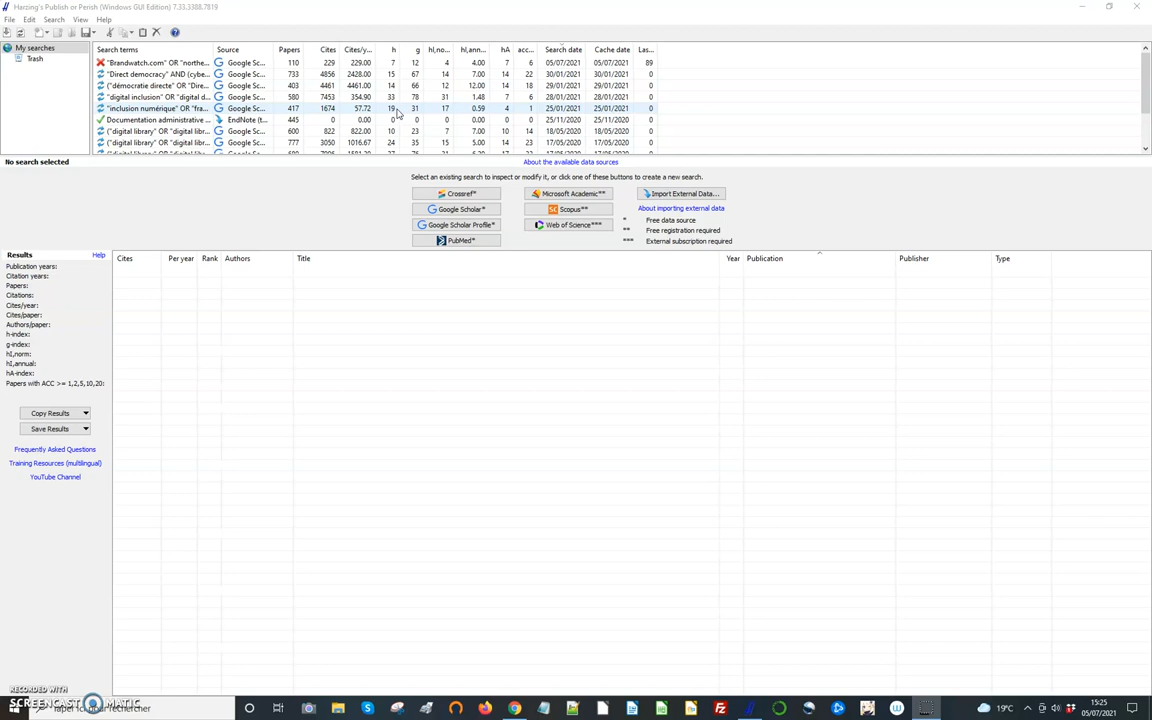 Harzing's Publish or Perish (Windows GUI Edition) 7.33.3388.7819
File Edit Search View Help
My searches
Trash
Search terms Source Papers Cites Cites/y... h g hI,no... hI,ann... hA acc... Search date Cache date Las...
"Brandwatch.com" OR "northe... Google Sc... 110 229 229.00 7 12 4 4.00 7 6 05/07/2021 05/07/2021 89
"Direct democracy" AND (cybe... Google Sc... 733 4856 2428.00 15 67 14 7.00 14 22 30/01/2021 30/01/2021 0
("démocratie directe" OR "Dire... Google Sc... 403 4461 4461.00 14 66 12 12.00 14 18 29/01/2021 29/01/2021 0
"digital inclusion" OR "digital d... Google Sc... 580 7453 354.90 33 78 31 1.48 7 6 28/01/2021 28/01/2021 0
"inclusion numérique" OR "fra... Google Sc... 417 1674 57.72 19 31 17 0.59 4 1 25/01/2021 25/01/2021 0
Documentation administrative ... EndNote (t... 445 0 0.00 0 0 0 0.00 0 0 25/11/2020 25/11/2020 0
("digital library" OR "digital libr... Google Sc... 600 822 822.00 10 23 7 7.00 10 14 18/05/2020 18/05/2020 0
("digital library" OR "digital libr... Google Sc... 777 3050 1016.67 24 35 15 5.00 14 23 17/05/2020 17/05/2020 0
No search selected
About the available data sources
Select an existing search to inspect or modify it, or click one of these buttons to create a new search.
Crossref* Microsoft Academic** Import External Data...
Google Scholar* Scopus** About importing external data
Google Scholar Profile* Web of Science***
PubMed*
* Free data source
** Free registration required
*** External subscription required
Results Help
Publication years:
Citation years:
Papers:
Citations:
Cites/year:
Cites/paper:
Authors/paper:
h-index:
g-index:
hI,norm:
hI,annual:
hA-index:
Papers with ACC >= 1,2,5,10,20:
Copy Results
Save Results
Frequently Asked Questions
Training Resources (multilingual)
YouTube Channel
Cites Per year Rank Authors Title Year Publication Publisher Type
RECORDED WITH
SCREENCAST MATIC
Taper ici pour rechercher
19°C
15:25
05/07/2021